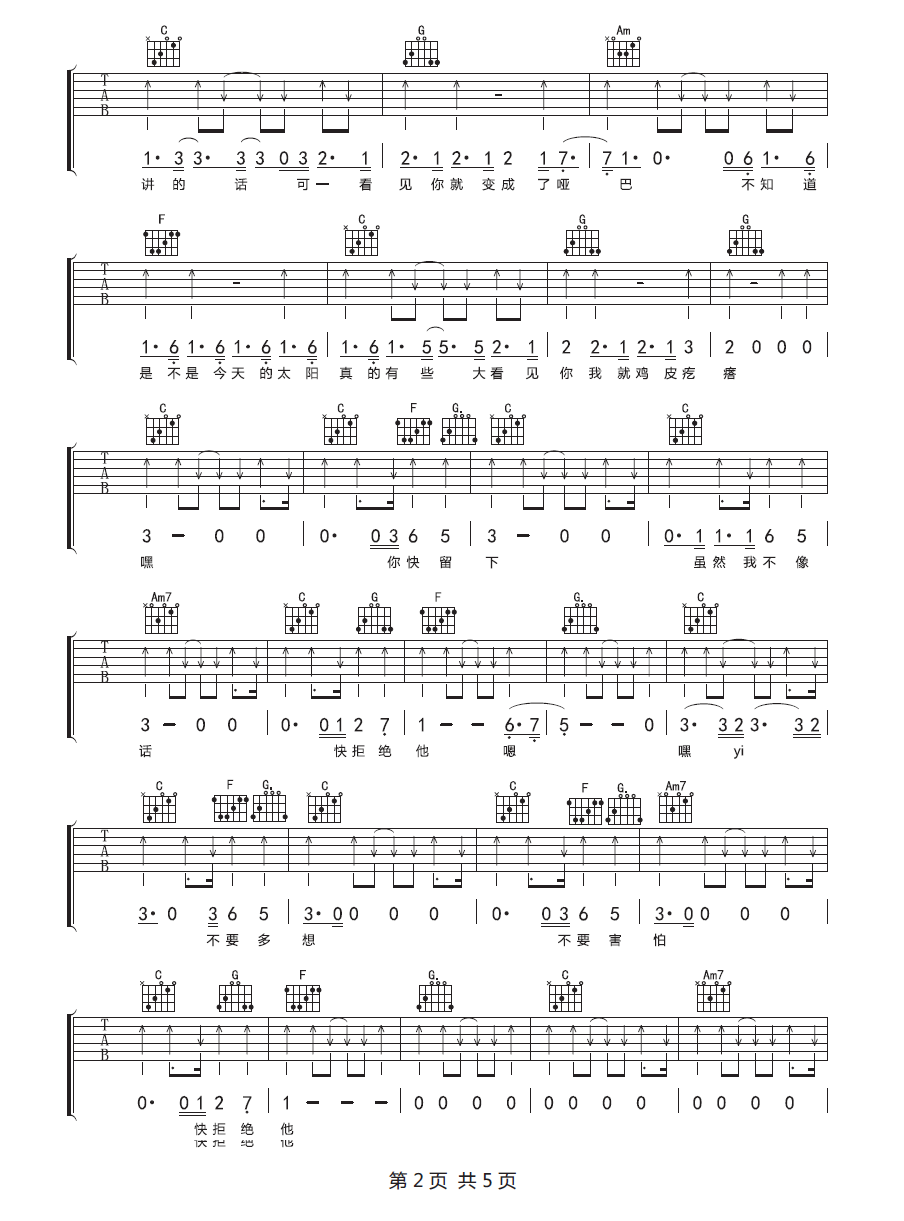 C G Am
T A B
1· 3 3· 3 3 0 3 2· 1 2· 1 2· 1 2 1 7· 7 1· 0· 0 6 1· 6
讲 的 话 可 一 看 见 你 就 变 成 了 哑 巴 不 知 道
F C G G
T A B
1· 6 1· 6 1· 6 1· 6 1· 6 1· 5 5· 5 2· 1 2 2· 1 2· 1 3 2 0 0 0
是 不 是 今 天 的 太 阳 真 的 有 些 大 看 见 你 我 就 鸡 皮 疙 瘩
C C F G. C C
T A B
3 - 0 0 0· 0 3 6 5 3 - 0 0 0· 1 1· 1 6 5
嘿 你 快 留 下 虽 然 我 不 像
Am7 C G F G. C
T A B
3 - 0 0 0· 0 1 2 7 1 - - 6· 7 5 - - 0 3· 3 2 3· 3 2
话 快 拒 绝 他 嗯 嘿 yi
C F G. C C F G. Am7
T A B
3· 0 3 6 5 3· 0 0 0 0 0· 0 3 6 5 3· 0 0 0 0
不 要 多 想 不 要 害 怕
C G F G. C Am7
T A B
0· 0 1 2 7 1 - - - 0 0 0 0 0 0 0 0 0 0 0 0
快 拒 绝 他
快 拒 绝 他
第 2 页 共 5 页